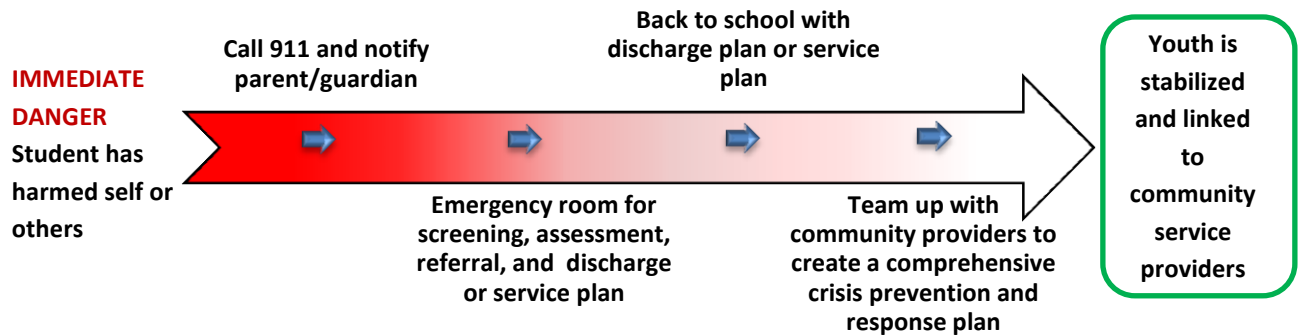 IMMEDIATE
DANGER
Student has
harmed self or
others
Call 911 and notify
parent/guardian
Emergency room for
screening, assessment,
referral, and discharge
or service plan
Back to school with
discharge plan or service
plan
Team up with
community providers to
create a comprehensive
crisis prevention and
response plan
Youth is
stabilized
and linked
to
community
service
providers